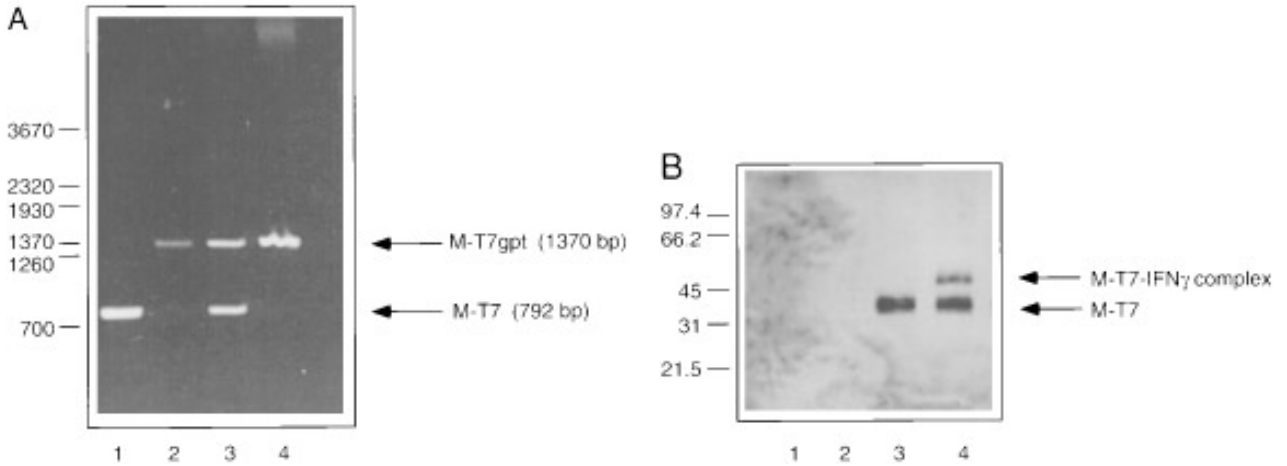 A
3670
2320
1930
1370
1260
700
M-T7gpt (1370 bp)
M-T7 (792 bp)
1 2 3 4
B
97.4
66.2
45
31
21.5
M-T7-IFNγ complex
M-T7
1 2 3 4